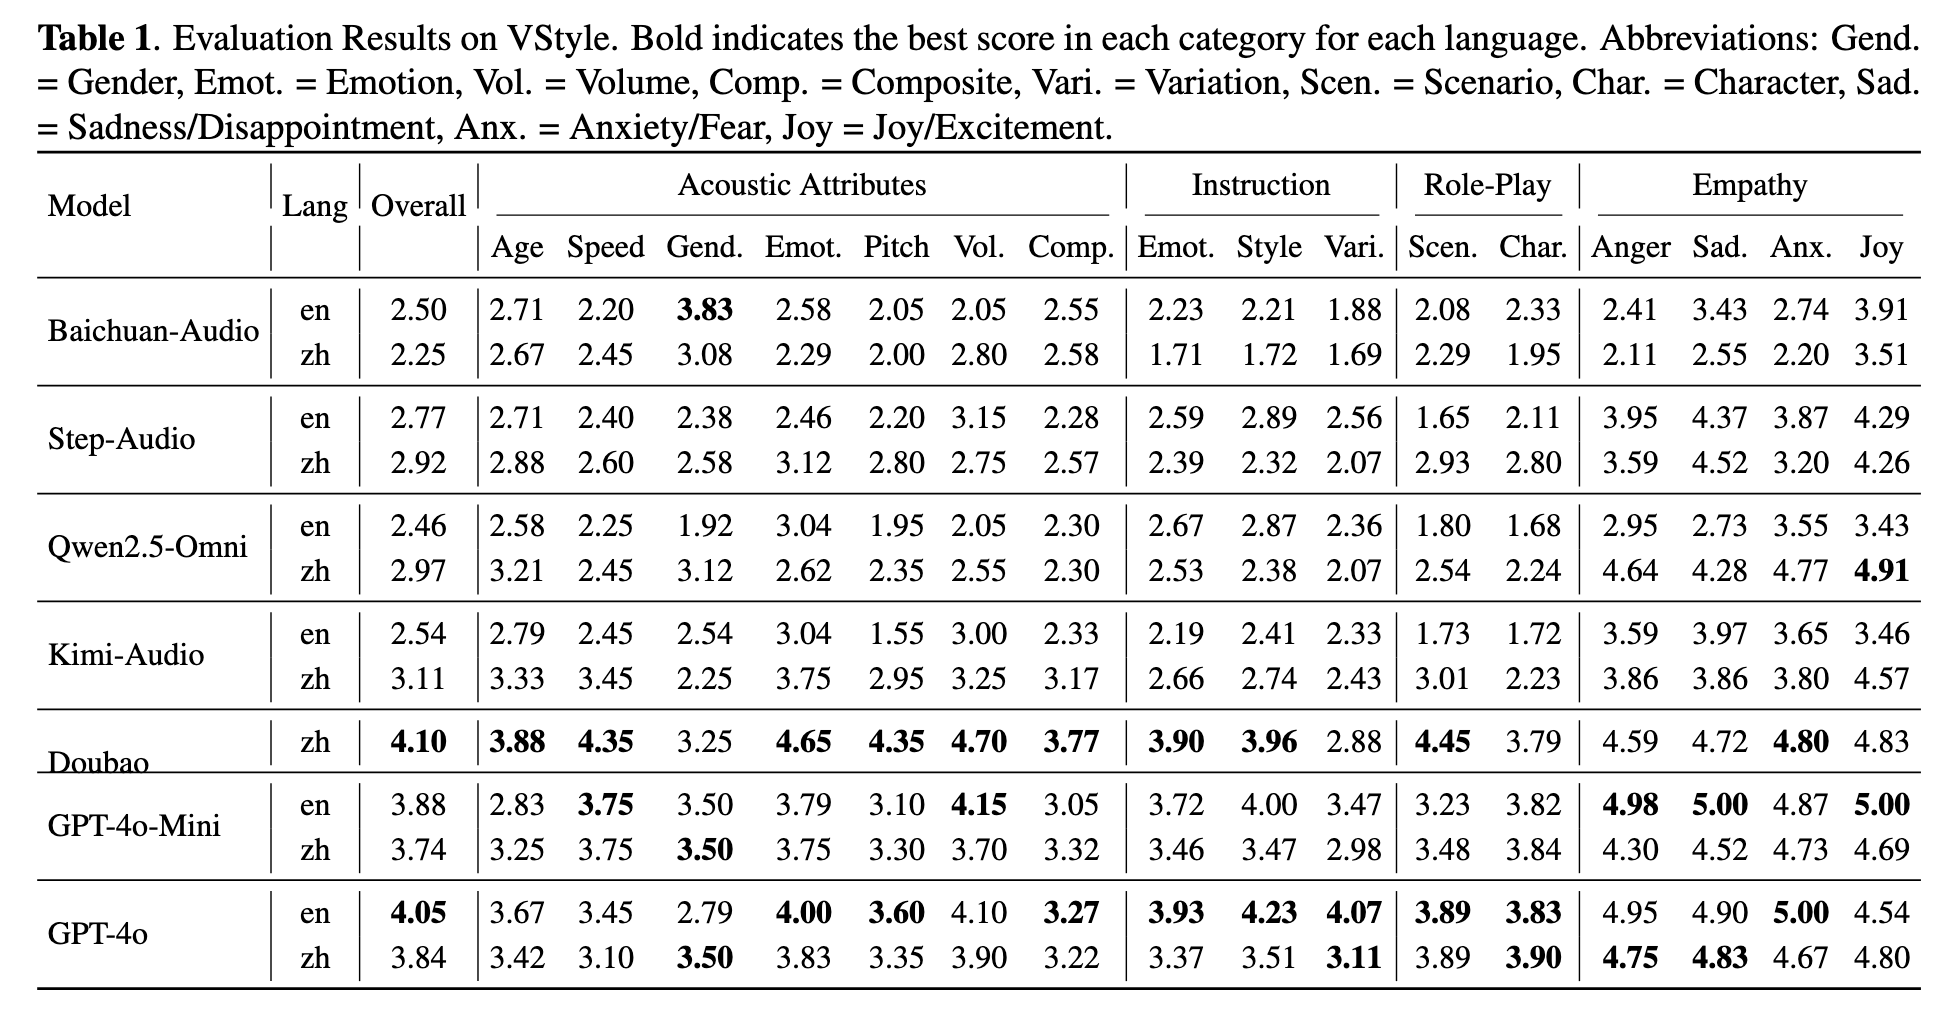 Table 1. Evaluation Results on VStyle. Bold indicates the best score in each category for each language. Abbreviations: Gend.
= Gender, Emot. = Emotion, Vol. = Volume, Comp. = Composite, Vari. = Variation, Scen. = Scenario, Char. = Character, Sad.
= Sadness/Disappointment, Anx. = Anxiety/Fear, Joy = Joy/Excitement.
Model Lang Overall Acoustic Attributes Instruction Role-Play Empathy
Age Speed Gend. Emot. Pitch Vol. Comp. Emot. Style Vari. Scen. Char. Anger Sad. Anx. Joy
Baichuan-Audio en 2.50 2.71 2.20 3.83 2.58 2.05 2.05 2.55 2.23 2.21 1.88 2.08 2.33 2.41 3.43 2.74 3.91
zh 2.25 2.67 2.45 3.08 2.29 2.00 2.80 2.58 1.71 1.72 1.69 2.29 1.95 2.11 2.55 2.20 3.51
Step-Audio en 2.77 2.71 2.40 2.38 2.46 2.20 3.15 2.28 2.59 2.89 2.56 1.65 2.11 3.95 4.37 3.87 4.29
zh 2.92 2.88 2.60 2.58 3.12 2.80 2.75 2.57 2.39 2.32 2.07 2.93 2.80 3.59 4.52 3.20 4.26
Qwen2.5-Omni en 2.46 2.58 2.25 1.92 3.04 1.95 2.05 2.30 2.67 2.87 2.36 1.80 1.68 2.95 2.73 3.55 3.43
zh 2.97 3.21 2.45 3.12 2.62 2.35 2.55 2.30 2.53 2.38 2.07 2.54 2.24 4.64 4.28 4.77 4.91
Kimi-Audio en 2.54 2.79 2.45 2.54 3.04 1.55 3.00 2.33 2.19 2.41 2.33 1.73 1.72 3.59 3.97 3.65 3.46
zh 3.11 3.33 3.45 2.25 3.75 2.95 3.25 3.17 2.66 2.74 2.43 3.01 2.23 3.86 3.86 3.80 4.57
Doubao zh 4.10 3.88 4.35 3.25 4.65 4.35 4.70 3.77 3.90 3.96 2.88 4.45 3.79 4.59 4.72 4.80 4.83
GPT-4o-Mini en 3.88 2.83 3.75 3.50 3.79 3.10 4.15 3.05 3.72 4.00 3.47 3.23 3.82 4.98 5.00 4.87 5.00
zh 3.74 3.25 3.75 3.50 3.75 3.30 3.70 3.32 3.46 3.47 2.98 3.48 3.84 4.30 4.52 4.73 4.69
GPT-4o en 4.05 3.67 3.45 2.79 4.00 3.60 4.10 3.27 3.93 4.23 4.07 3.89 3.83 4.95 4.90 5.00 4.54
zh 3.84 3.42 3.10 3.50 3.83 3.35 3.90 3.22 3.37 3.51 3.11 3.89 3.90 4.75 4.83 4.67 4.80